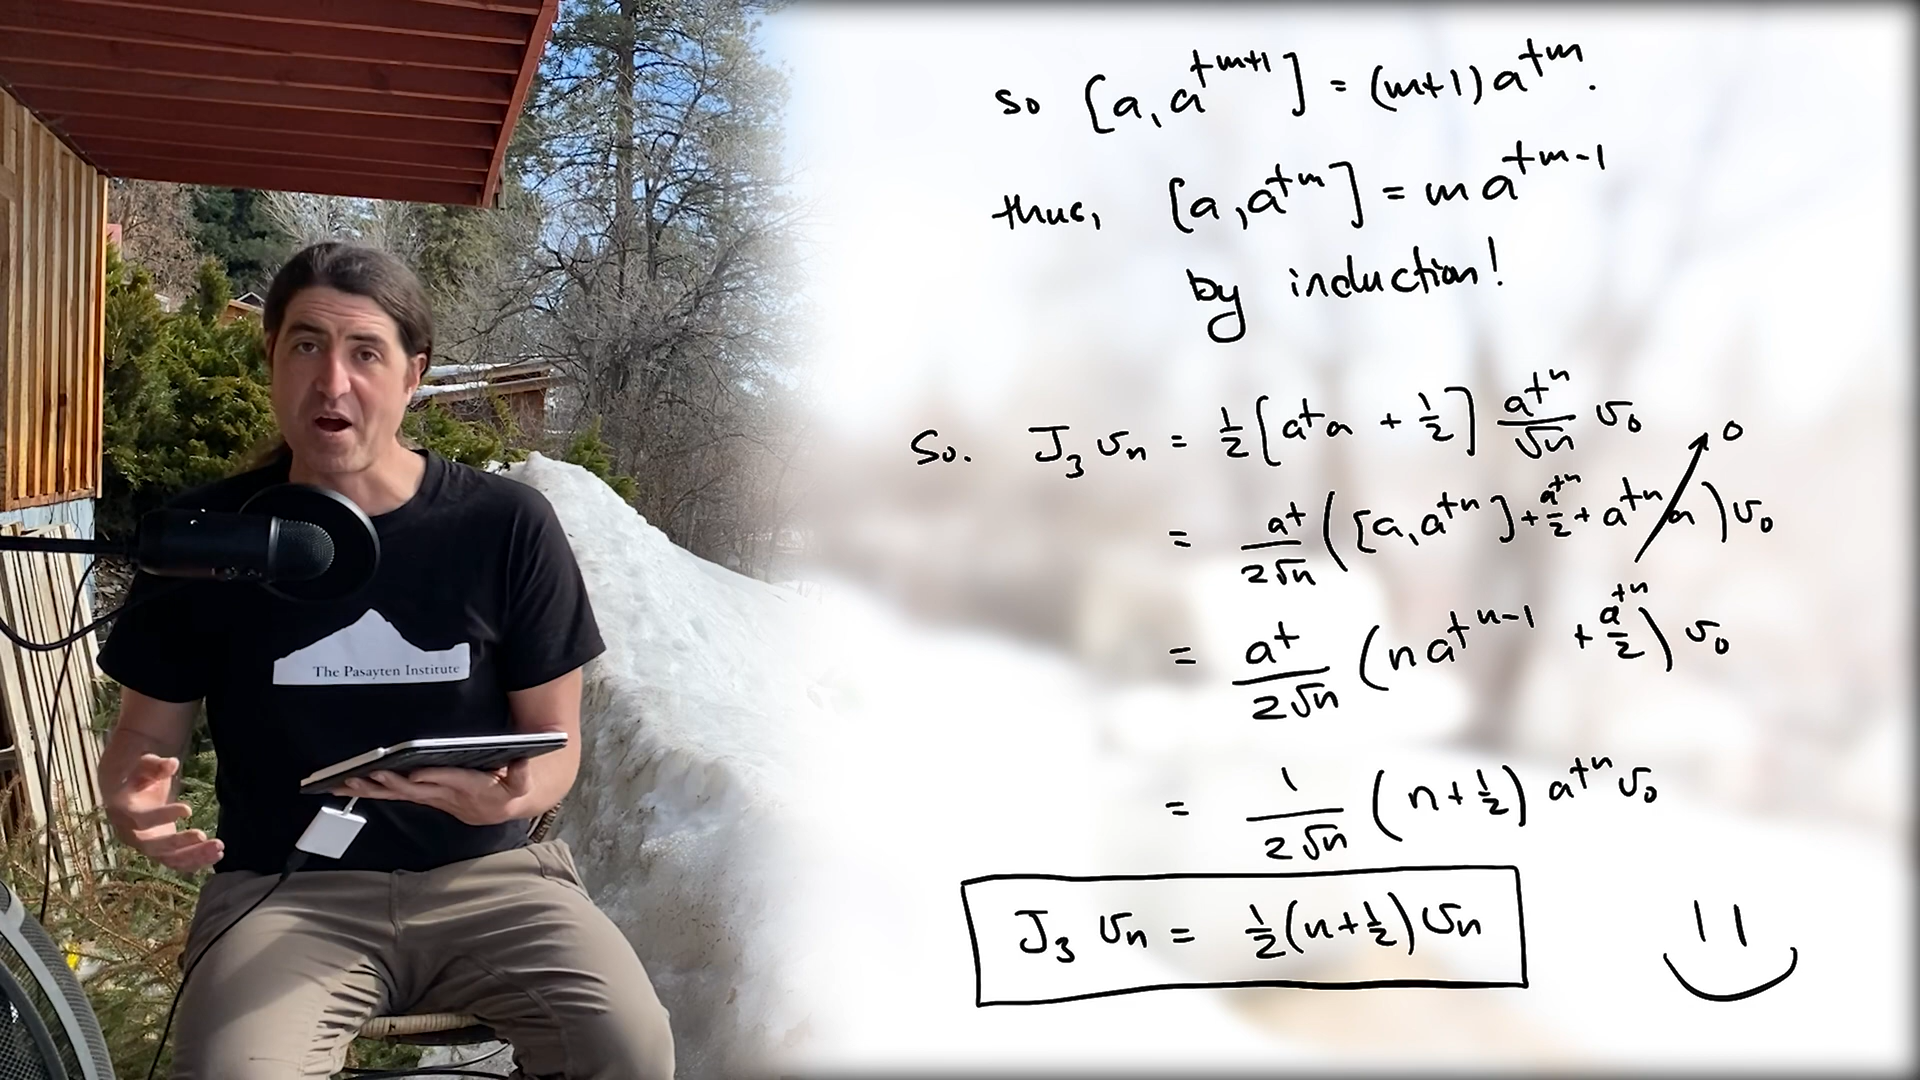 The Pasayten Institute
so [a, a^{†m+1}] = (m+1) a^{†m}.
thus, [a, a^{†m}] = m a^{†m-1}
by induction!
So. J_3 v_n = 1/2 [a^†a + 1/2] a^{†n}/√n v_0
= a^†/2√n ([a, a^{†n}] + a^{†n}/2 + a^{†n} a) v_0 → 0
= a^†/2√n (n a^{†n-1} + a^{†n}/2) v_0
= 1/2√n (n + 1/2) a^{†n} v_0
J_3 v_n = 1/2 (n + 1/2) v_n